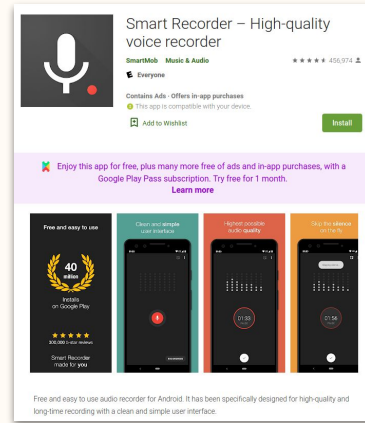 Smart Recorder – High-quality
voice recorder
SmartMob Music & Audio 456,974
E Everyone
Contains Ads · Offers in-app purchases
This app is compatible with your device.
Add to Wishlist
Install
Enjoy this app for free, plus many more free of ads and in-app purchases, with a
Google Play Pass subscription. Try free for 1 month.
Learn more
Free and easy to use
40
million
Installs
on Google Play
300,000 5-star reviews
Smart Recorder
made for you
Clean and simple
user interface
Highest possible
audio quality
01:03
Skip the silence
on the fly
01:56
Free and easy to use audio recorder for Android. It has been specifically designed for high-quality and
long-time recording with a clean and simple user interface.